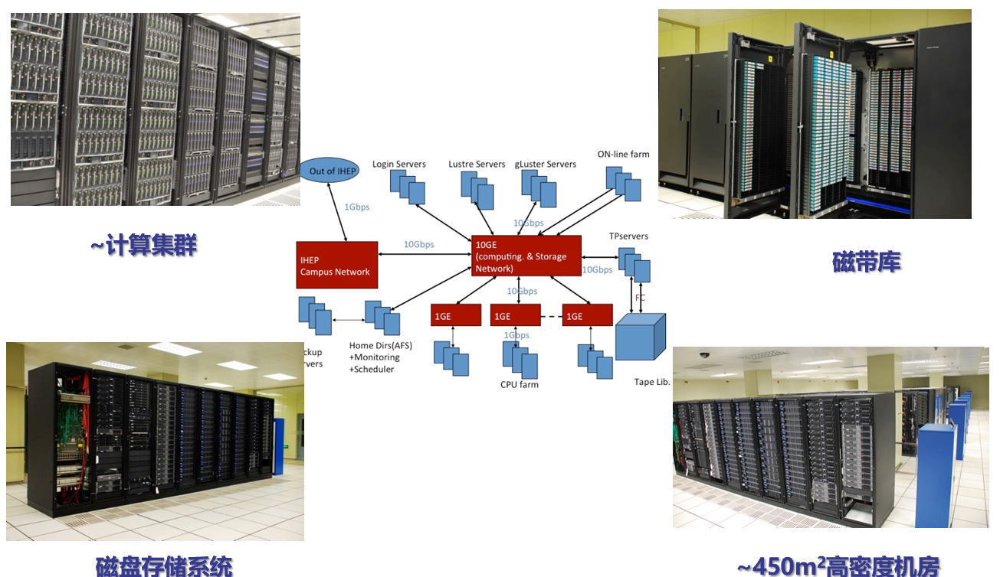 Out of IHEP
Login Servers
Lustre Servers
gLuster Servers
ON-line farm
1Gbps
10Gbps
~计算集群
10Gbps
10GE
(computing. & Storage
Network)
TPservers
IHEP
Campus Network
10Gbps
磁带库
10Gbps
FC
1GE
1GE
1GE
1Gbps
ckup
rvers
Home Dirs(AFS)
+Monitoring
+Scheduler
CPU farm
Tape Lib.
磁盘存储系统
~450m²高密度机房